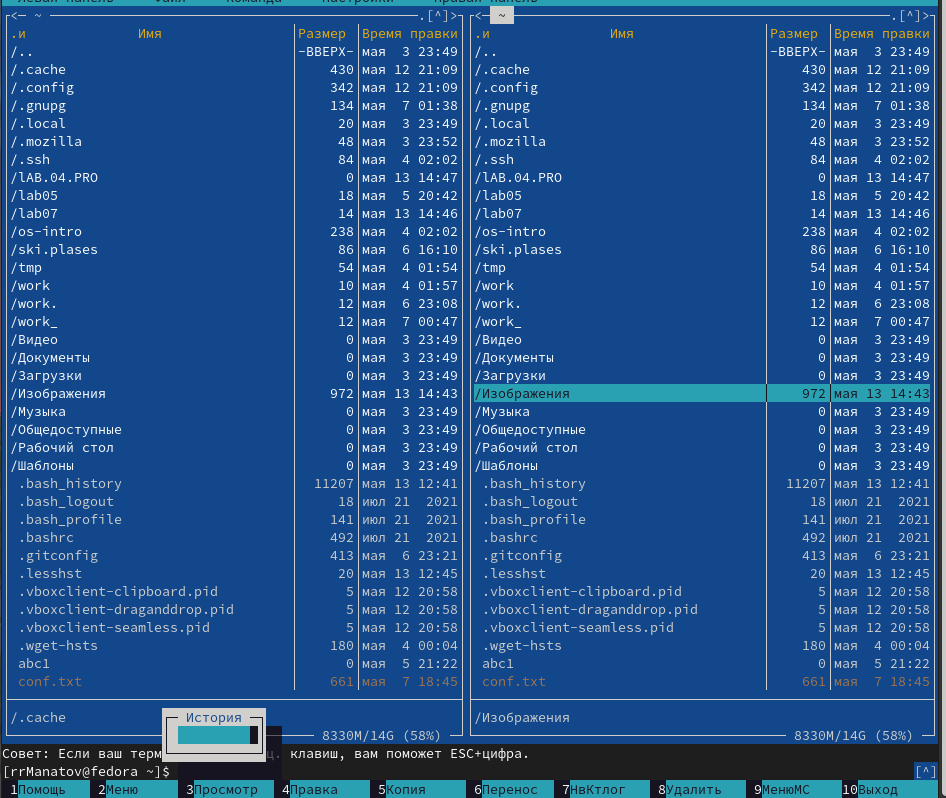 Левая панель Файл Команда Настройки Правая панель
<─ ~ .[^]> <─ ~ .[^]>
.и Имя Размер Время правки .и Имя Размер Время правки
/.. -ВВЕРХ- мая 3 23:49 /.. -ВВЕРХ- мая 3 23:49
/.cache 430 мая 12 21:09 /.cache 430 мая 12 21:09
/.config 342 мая 12 21:09 /.config 342 мая 12 21:09
/.gnupg 134 мая 7 01:38 /.gnupg 134 мая 7 01:38
/.local 20 мая 3 23:49 /.local 20 мая 3 23:49
/.mozilla 48 мая 3 23:52 /.mozilla 48 мая 3 23:52
/.ssh 84 мая 4 02:02 /.ssh 84 мая 4 02:02
/lAB.04.PRO 0 мая 13 14:47 /lAB.04.PRO 0 мая 13 14:47
/lab05 18 мая 5 20:42 /lab05 18 мая 5 20:42
/lab07 14 мая 13 14:46 /lab07 14 мая 13 14:46
/os-intro 238 мая 4 02:02 /os-intro 238 мая 4 02:02
/ski.plases 86 мая 6 16:10 /ski.plases 86 мая 6 16:10
/tmp 54 мая 4 01:54 /tmp 54 мая 4 01:54
/work 10 мая 4 01:57 /work 10 мая 4 01:57
/work. 12 мая 6 23:08 /work. 12 мая 6 23:08
/work_ 12 мая 7 00:47 /work_ 12 мая 7 00:47
/Видео 0 мая 3 23:49 /Видео 0 мая 3 23:49
/Документы 0 мая 3 23:49 /Документы 0 мая 3 23:49
/Загрузки 0 мая 3 23:49 /Загрузки 0 мая 3 23:49
/Изображения 972 мая 13 14:43 /Изображения 972 мая 13 14:43
/Музыка 0 мая 3 23:49 /Музыка 0 мая 3 23:49
/Общедоступные 0 мая 3 23:49 /Общедоступные 0 мая 3 23:49
/Рабочий стол 0 мая 3 23:49 /Рабочий стол 0 мая 3 23:49
/Шаблоны 0 мая 3 23:49 /Шаблоны 0 мая 3 23:49
.bash_history 11207 мая 13 12:41 .bash_history 11207 мая 13 12:41
.bash_logout 18 июл 21 2021 .bash_logout 18 июл 21 2021
.bash_profile 141 июл 21 2021 .bash_profile 141 июл 21 2021
.bashrc 492 июл 21 2021 .bashrc 492 июл 21 2021
.gitconfig 413 мая 6 23:21 .gitconfig 413 мая 6 23:21
.lesshst 20 мая 13 12:45 .lesshst 20 мая 13 12:45
.vboxclient-clipboard.pid 5 мая 12 20:58 .vboxclient-clipboard.pid 5 мая 12 20:58
.vboxclient-draganddrop.pid 5 мая 12 20:58 .vboxclient-draganddrop.pid 5 мая 12 20:58
.vboxclient-seamless.pid 5 мая 12 20:58 .vboxclient-seamless.pid 5 мая 12 20:58
.wget-hsts 180 мая 4 00:04 .wget-hsts 180 мая 4 00:04
abc1 0 мая 5 21:22 abc1 0 мая 5 21:22
conf.txt 661 мая 7 18:45 conf.txt 661 мая 7 18:45
/.cache /Изображения
История
8330M/14G (58%) 8330M/14G (58%)
Совет: Если ваш терм ц. клавиш, вам поможет ESC+цифра.
[rrManatov@fedora ~]$ [^]
1Помощь 2Меню 3Просмотр 4Правка 5Копия 6Перенос 7НвКтлог 8Удалить 9МенюMC 10Выход